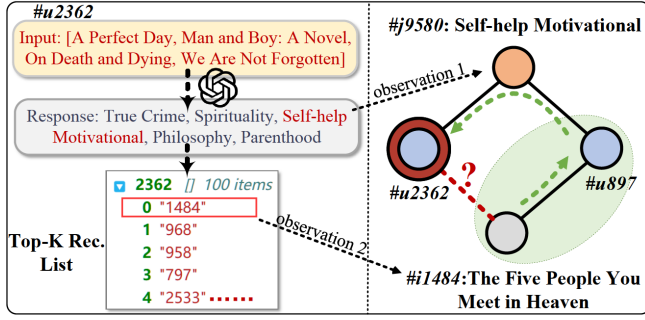 #u2362
Input: [A Perfect Day, Man and Boy: A Novel,
On Death and Dying, We Are Not Forgotten]
Response: True Crime, Spirituality, Self-help
Motivational, Philosophy, Parenthood
2362 [] 100 items
0 "1484"
1 "968"
2 "958"
3 "797"
4 "2533" ......
Top-K Rec.
List
observation 1
observation 2
#j9580: Self-help Motivational
#u2362
?
#u897
#i1484:The Five People You
Meet in Heaven